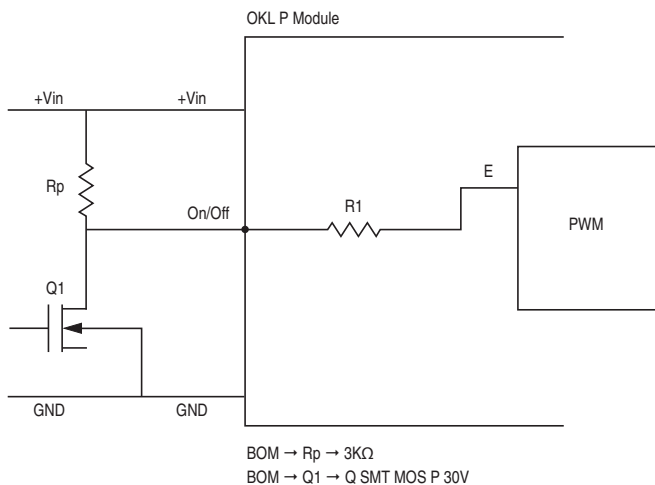 OKL P Module
+Vin +Vin
Rp
On/Off
R1
E
PWM
Q1
GND GND
BOM → Rp → 3KΩ
BOM → Q1 → Q SMT MOS P 30V